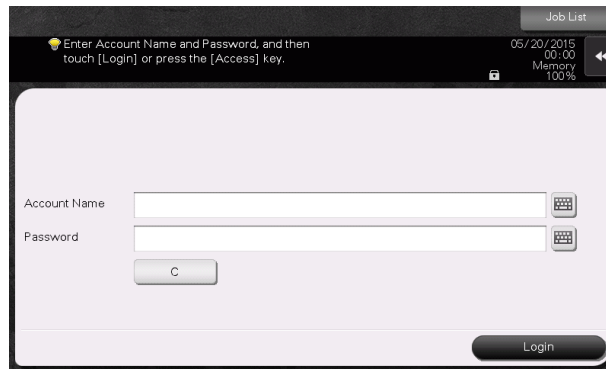 Job List
Enter Account Name and Password, and then
touch [Login] or press the [Access] key.
05/20/2015
00:00
Memory
100%
Account Name
Password
C
Login